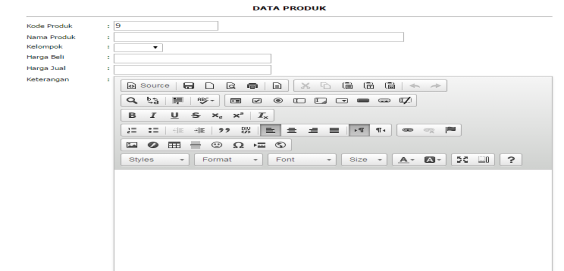 DATA PRODUK
Kode Produk : 9
Nama Produk :
Kelompok :
Harga Beli :
Harga Jual :
Keterangan :
Source
B I U S x₂ x² Iₓ
Styles Format Font Size A A ?